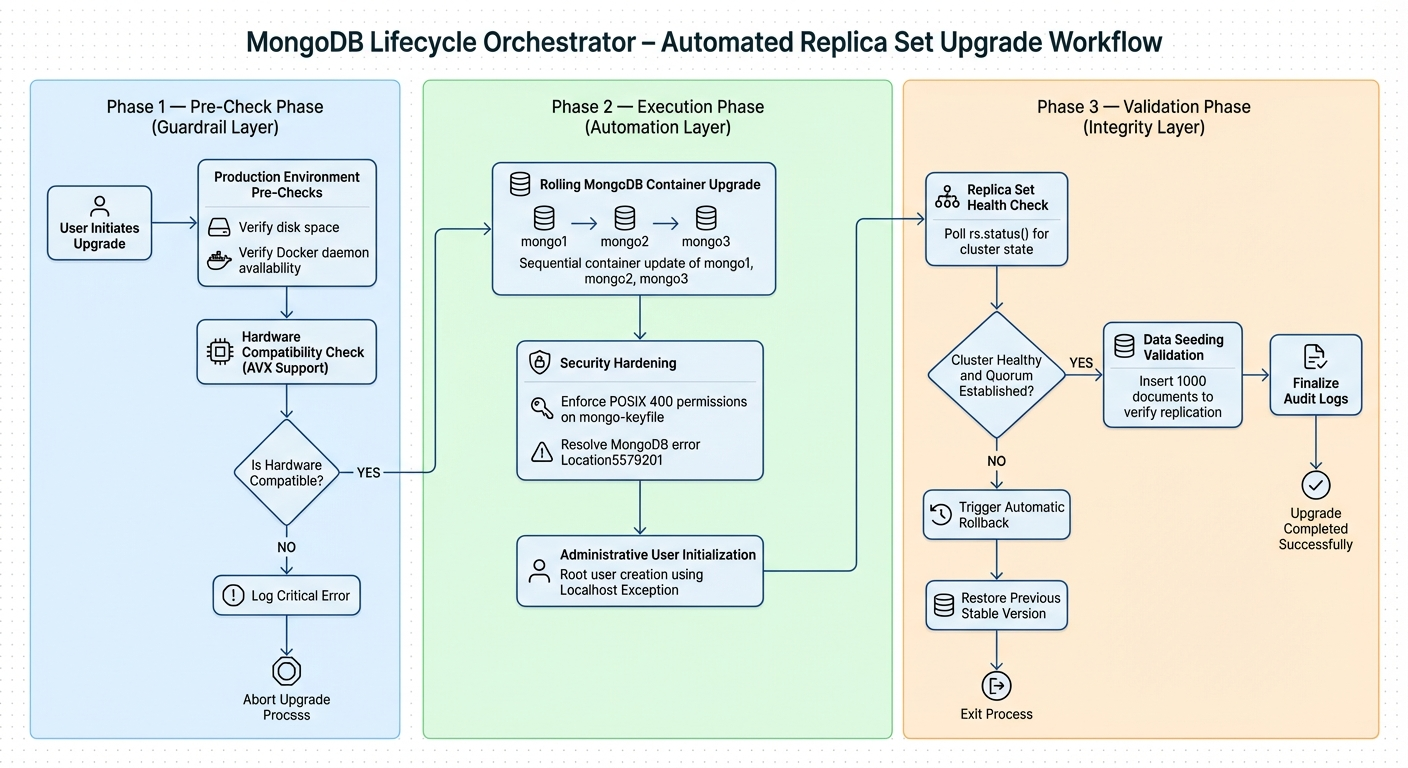 MongoDB Lifecycle Orchestrator – Automated Replica Set Upgrade Workflow
Phase 1 — Pre-Check Phase
(Guardrail Layer)
User Initiates
Upgrade
Production Environment
Pre-Checks
Verify disk space
Verify Docker daemon
avallability
Hardware
Compatibility Check
(AVX Support)
Is Hardware
Compatible?
YES
NO
Log Critical Error
Abort Upgrade
Procsss
Phase 2 — Execution Phase
(Automation Layer)
Rolling MongoDB Container Upgrade
mongo1
mongo2
mongo3
Sequential container update of mongo1,
mongo2, mongo3
Security Hardening
Enforce POSIX 400 permissions
on mongo-keyfile
Resolve MongoD8 error
Location5579201
Administrative User Initialization
Root user creation using
Localhost Exception
Phase 3 — Validation Phase
(Integrity Layer)
Replica Set
Health Check
Poll rs.status() for
cluster state
Cluster Healthy
and Quorum
Established?
YES
Data Seeding
Validation
Insert 1000
documents to
verify replication
Finalize
Audit Logs
Upgrade
Completed
Successfully
NO
Trigger Automatic
Rollback
Restore Previous
Stable Version
Exit Process